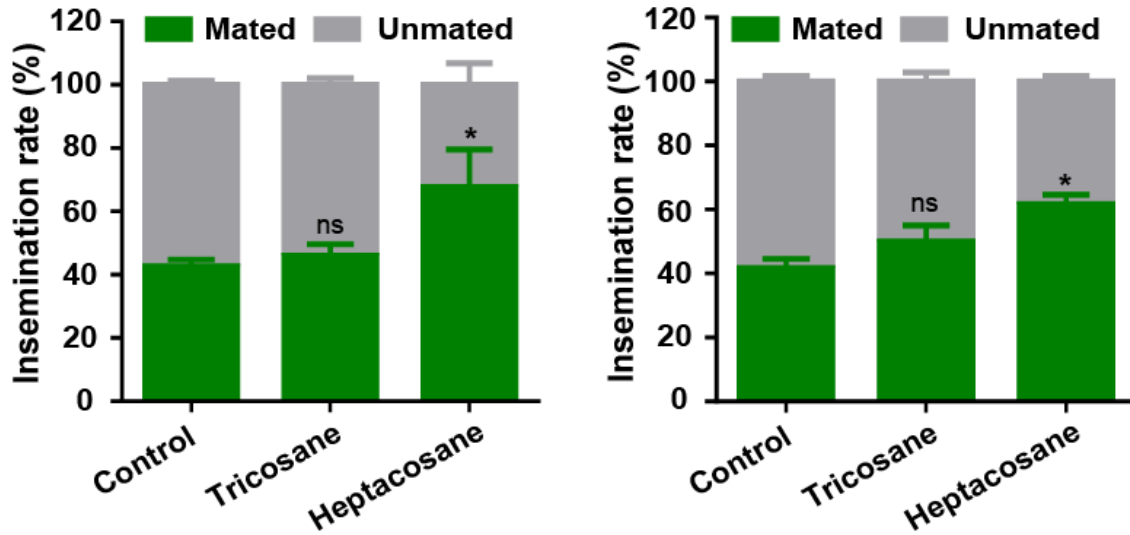 Insemination rate (%)
120
100
80
60
40
20
0
Mated
Unmated
ns
*
Control
Tricosane
Heptacosane
Insemination rate (%)
120
100
80
60
40
20
0
Mated
Unmated
ns
*
Control
Tricosane
Heptacosane